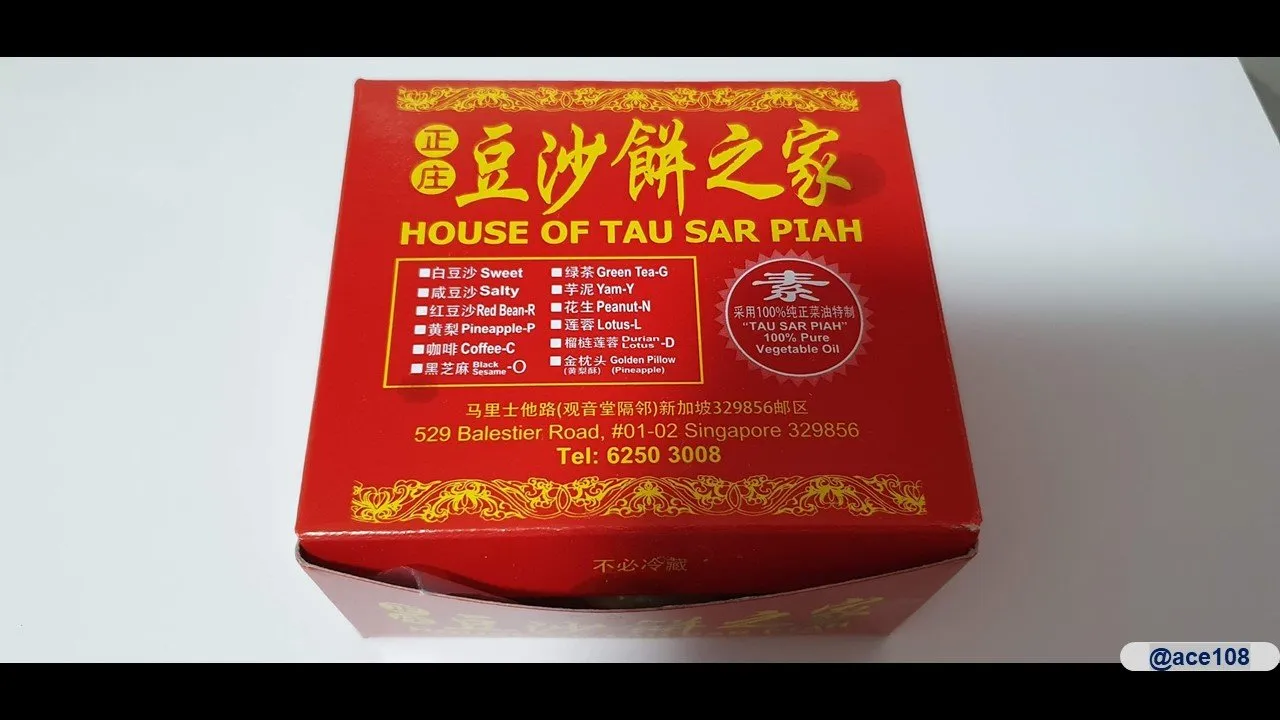 正庄 豆沙餅之家
HOUSE OF TAU SAR PIAH
白豆沙 Sweet
咸豆沙 Salty
红豆沙 Red Bean-R
黄梨 Pineapple-P
咖啡 Coffee-C
黑芝麻 Black Sesame -O
绿茶 Green Tea-G
芋泥 Yam-Y
花生 Peanut-N
莲蓉 Lotus-L
榴梿莲蓉 Durian Lotus -D
金枕头 Golden Pillow
(黄梨酥) (Pineapple)
素
采用100%纯正菜油特制
"TAU SAR PIAH"
100% Pure
Vegetable Oil
马里士他路(观音堂隔邻)新加坡329856邮区
529 Balestier Road, #01-02 Singapore 329856
Tel: 6250 3008
不必冷藏
豆沙餅之家
@ace108